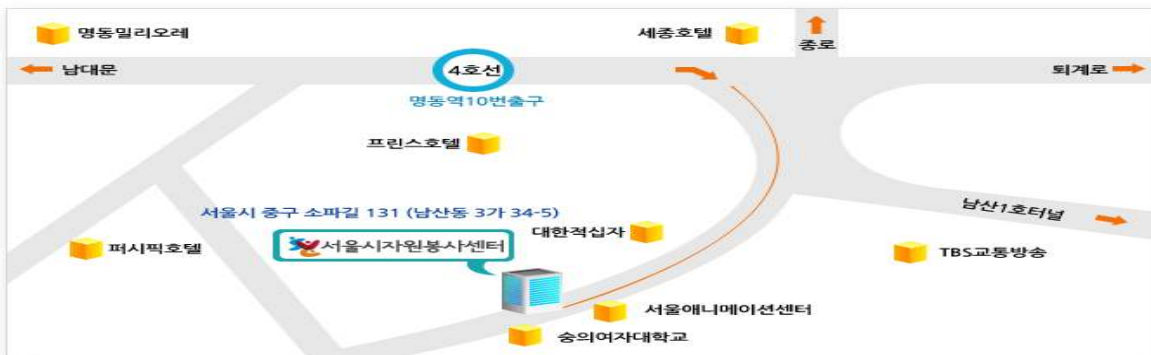 명동밀리오레
세종호텔
종로
남대문
4호선
퇴계로
명동역10번출구
프린스호텔
남산1호터널
서울시 중구 소파길 131 (남산동 3가 34-5)
대한적십자
퍼시픽호텔
서울시자원봉사센터
TBS교통방송
서울애니메이션센터
숭의여자대학교